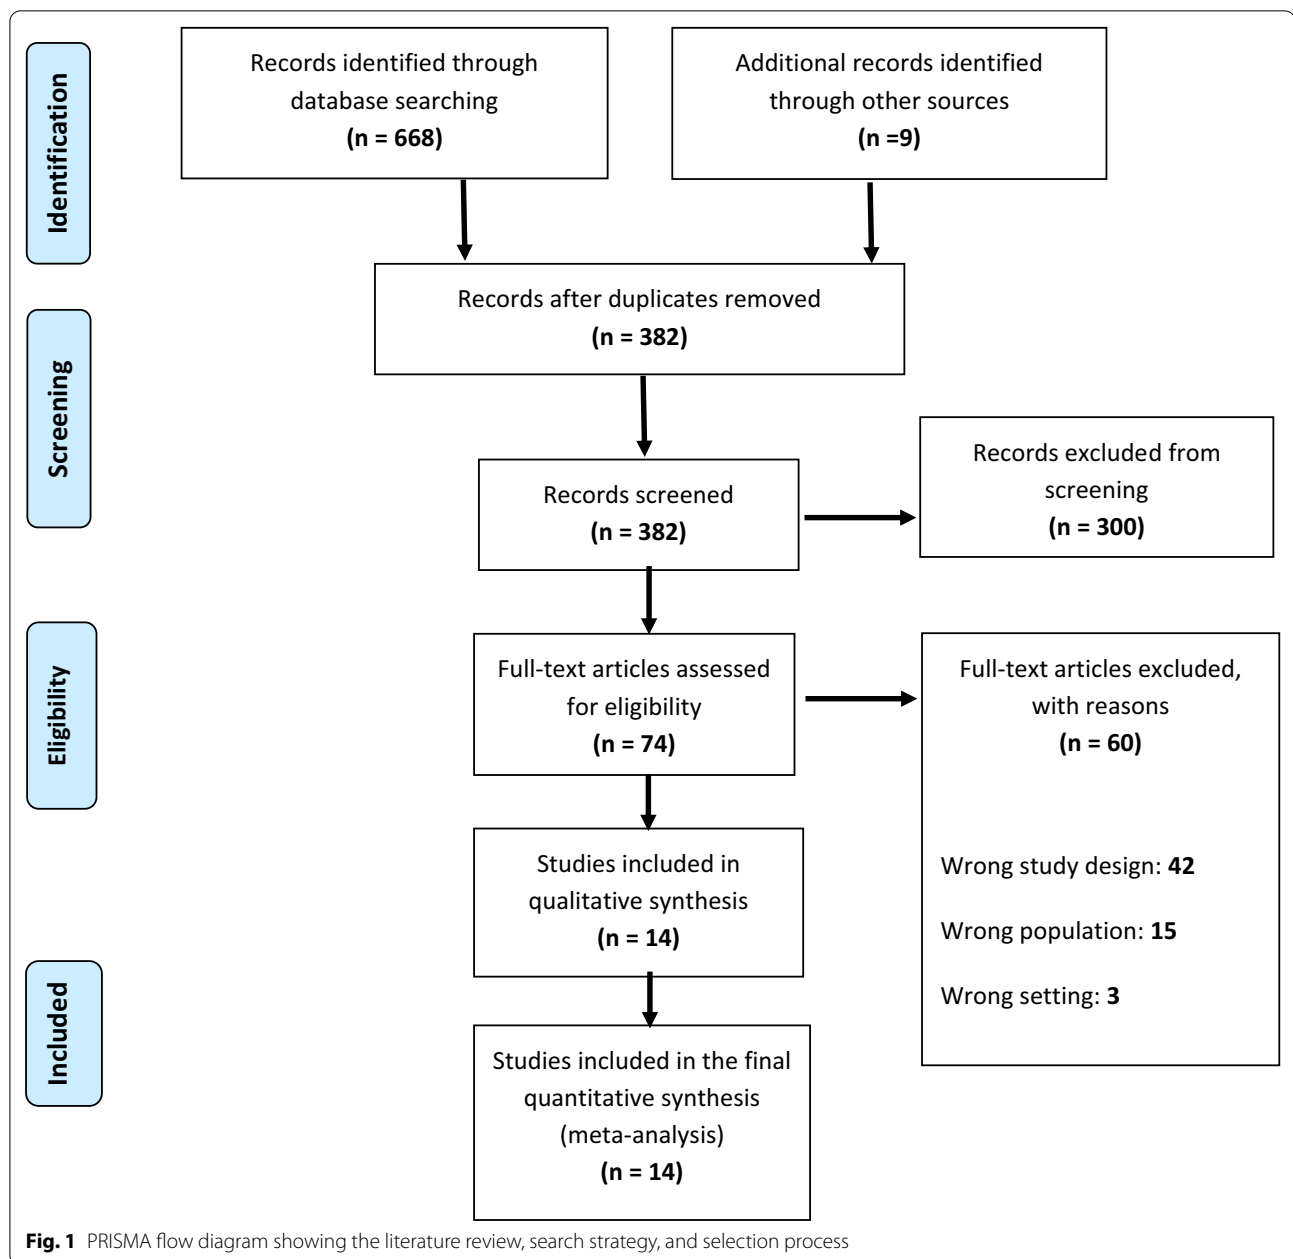 Identification
Records identified through
database searching
(n = 668)
Additional records identified
through other sources
(n =9)
Records after duplicates removed
(n = 382)
Screening
Records screened
(n = 382)
Records excluded from
screening
(n = 300)
Eligibility
Full-text articles assessed
for eligibility
(n = 74)
Full-text articles excluded,
with reasons
(n = 60)
Wrong study design: 42
Wrong population: 15
Wrong setting: 3
Studies included in
qualitative synthesis
(n = 14)
Included
Studies included in the final
quantitative synthesis
(meta-analysis)
(n = 14)
Fig. 1 PRISMA flow diagram showing the literature review, search strategy, and selection process